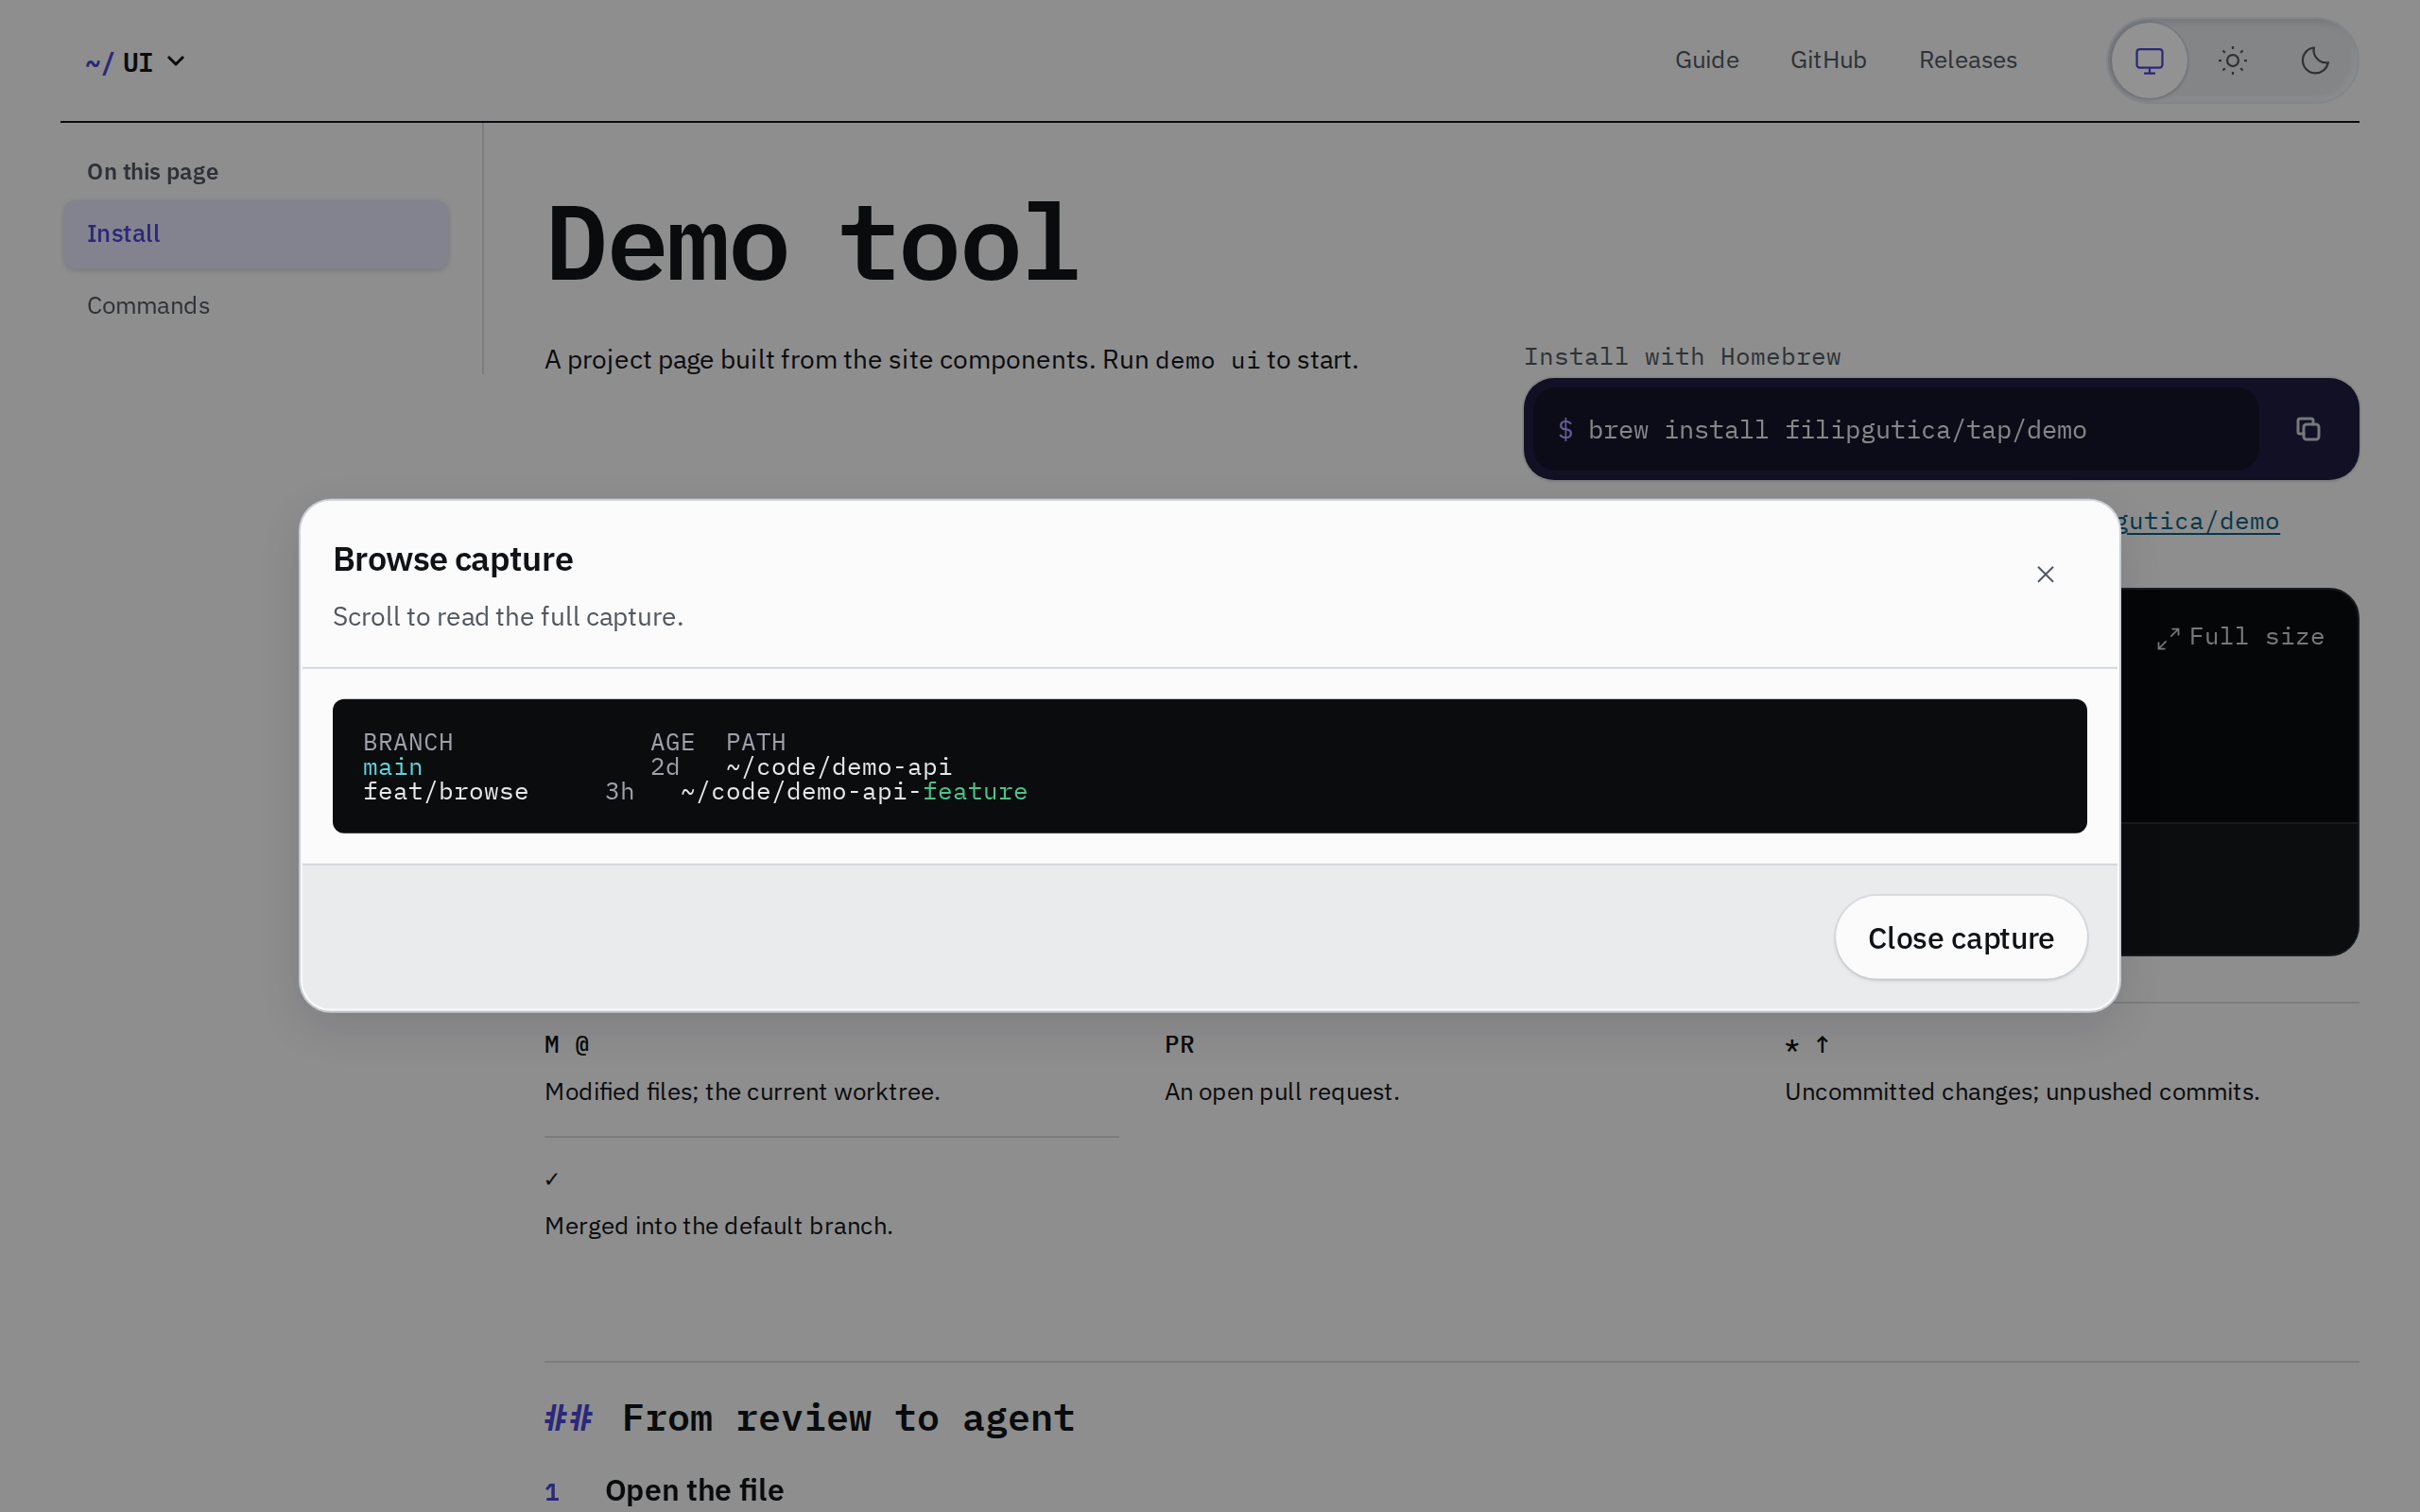 ~/ UI
Guide
GitHub
Releases
On this page
Install
Commands
Demo tool
A project page built from the site components. Run demo ui to start.
Install with Homebrew
$ brew install filipgutica/tap/demo
gutica/demo
Full size
Browse capture
Scroll to read the full capture.
BRANCH             AGE  PATH
main               2d   ~/code/demo-api
feat/browse     3h   ~/code/demo-api-feature
Close capture
M @
Modified files; the current worktree.
PR
An open pull request.
* ↑
Uncommitted changes; unpushed commits.
✓
Merged into the default branch.
## From review to agent
1 Open the file